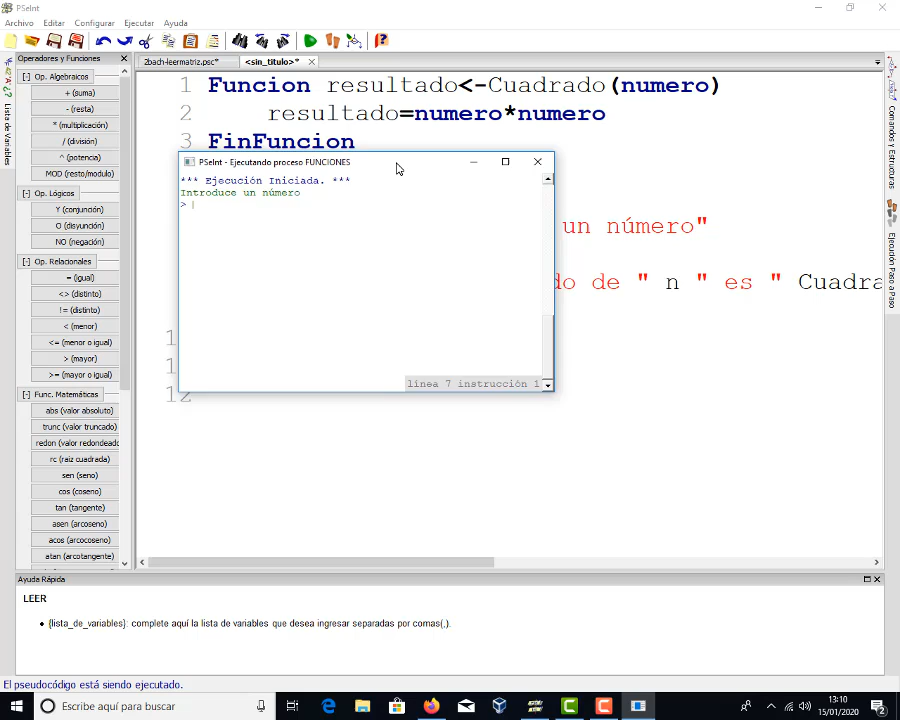 PSeInt
Archivo Editar Configurar Ejecutar Ayuda
Operadores y Funciones
2bach-leermatriz.psc*
<sin_titulo>*
Lista de Variables
*+=<
A/(?
[-] Op. Algebraicos
+ (suma)
- (resta)
* (multiplicación)
/ (división)
^ (potencia)
MOD (resto/modulo)
[-] Op. Lógicos
Y (conjunción)
O (disyunción)
NO (negación)
[-] Op. Relacionales
= (igual)
<> (distinto)
!= (distinto)
< (menor)
<= (menor o igual)
> (mayor)
>= (mayor o igual)
[-] Func. Matemáticas
abs (valor absoluto)
trunc (valor truncado)
redon (valor redondeado
rc (raiz cuadrada)
sen (seno)
cos (coseno)
tan (tangente)
asen (arcoseno)
acos (arcocoseno)
atan (arcotangente)
1 Funcion resultado<-Cuadrado(numero)
2 resultado=numero*numero
3 FinFuncion
un número"
do de " n " es " Cuadra
1
1
12
PSeInt - Ejecutando proceso FUNCIONES
*** Ejecución Iniciada. ***
Introduce un número
>
línea 7 instrucción 1
Comandos y Estructuras
Ejecución Paso a Paso
Ayuda Rápida
LEER
• {lista_de_variables}: complete aquí la lista de variables que desea ingresar separadas por comas(,).
El pseudocódigo está siendo ejecutado.
Escribe aquí para buscar
13:10
15/01/2020
2